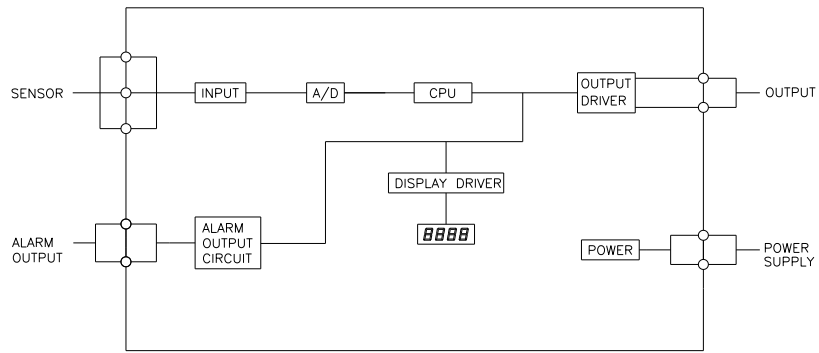 SENSOR
INPUT
A/D
CPU
OUTPUT
DRIVER
OUTPUT
DISPLAY DRIVER
8888
ALARM
OUTPUT
ALARM
OUTPUT
CIRCUIT
POWER
POWER
SUPPLY